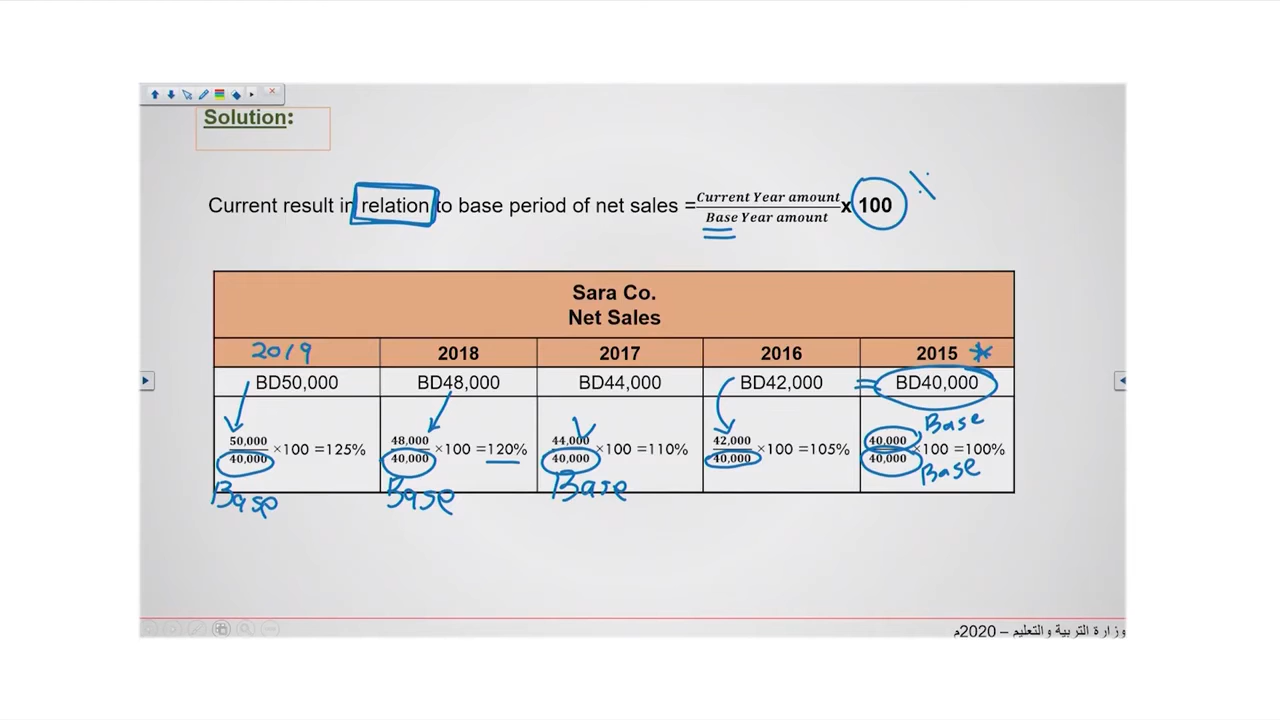 Solution:
Current result in relation to base period of net sales = Current Year amount / Base Year amount x 100 %
Sara Co.
Net Sales
2019 2018 2017 2016 2015 *
BD50,000 BD48,000 BD44,000 BD42,000 = BD40,000
Base
50,000/40,000 ×100 =125% 48,000/40,000 ×100 =120% 44,000/40,000 ×100 =110% 42,000/40,000 ×100 =105% 40,000/40,000 ×100 =100%
Base
Base Base Base
وزارة التربية والتعليم – 2020م